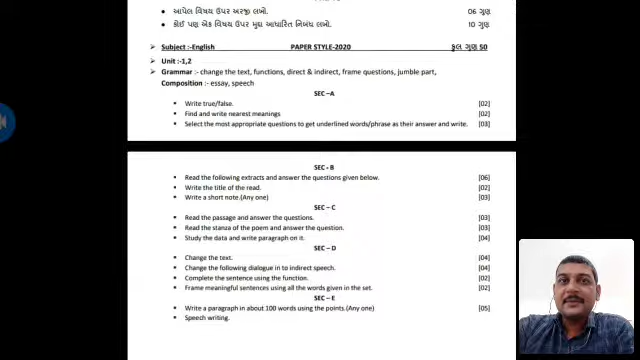 આપેલ વિષય ઉપર અરજી લખો. 06 ગુણ
કોઈ પણ એક વિષય ઉપર મુદ્દા આધારિત નિબંધ લખો. 10 ગુણ
Subject :-English PAPER STYLE-2020 કુલ ગુણ 50
Unit :-1,2
Grammar :- change the text, functions, direct & indirect, frame questions, jumble part,
Composition :- essay, speech
SEC –A
Write true/false. [02]
Find and write nearest meanings [02]
Select the most appropriate questions to get underlined words/phrase as their answer and write. [03]
SEC - B
Read the following extracts and answer the questions given below. [06]
Write the title of the read. [02]
Write a short note.(Any one) [03]
SEC – C
Read the passage and answer the questions. [03]
Read the stanza of the poem and answer the question. [03]
Study the data and write paragraph on it. [04]
SEC – D
Change the text. [04]
Change the following dialogue in to indirect speech. [04]
Complete the sentence using the function. [02]
Frame meaningful sentences using all the words given in the set. [02]
SEC – E
Write a paragraph in about 100 words using the points.(Any one) [05]
Speech writing.